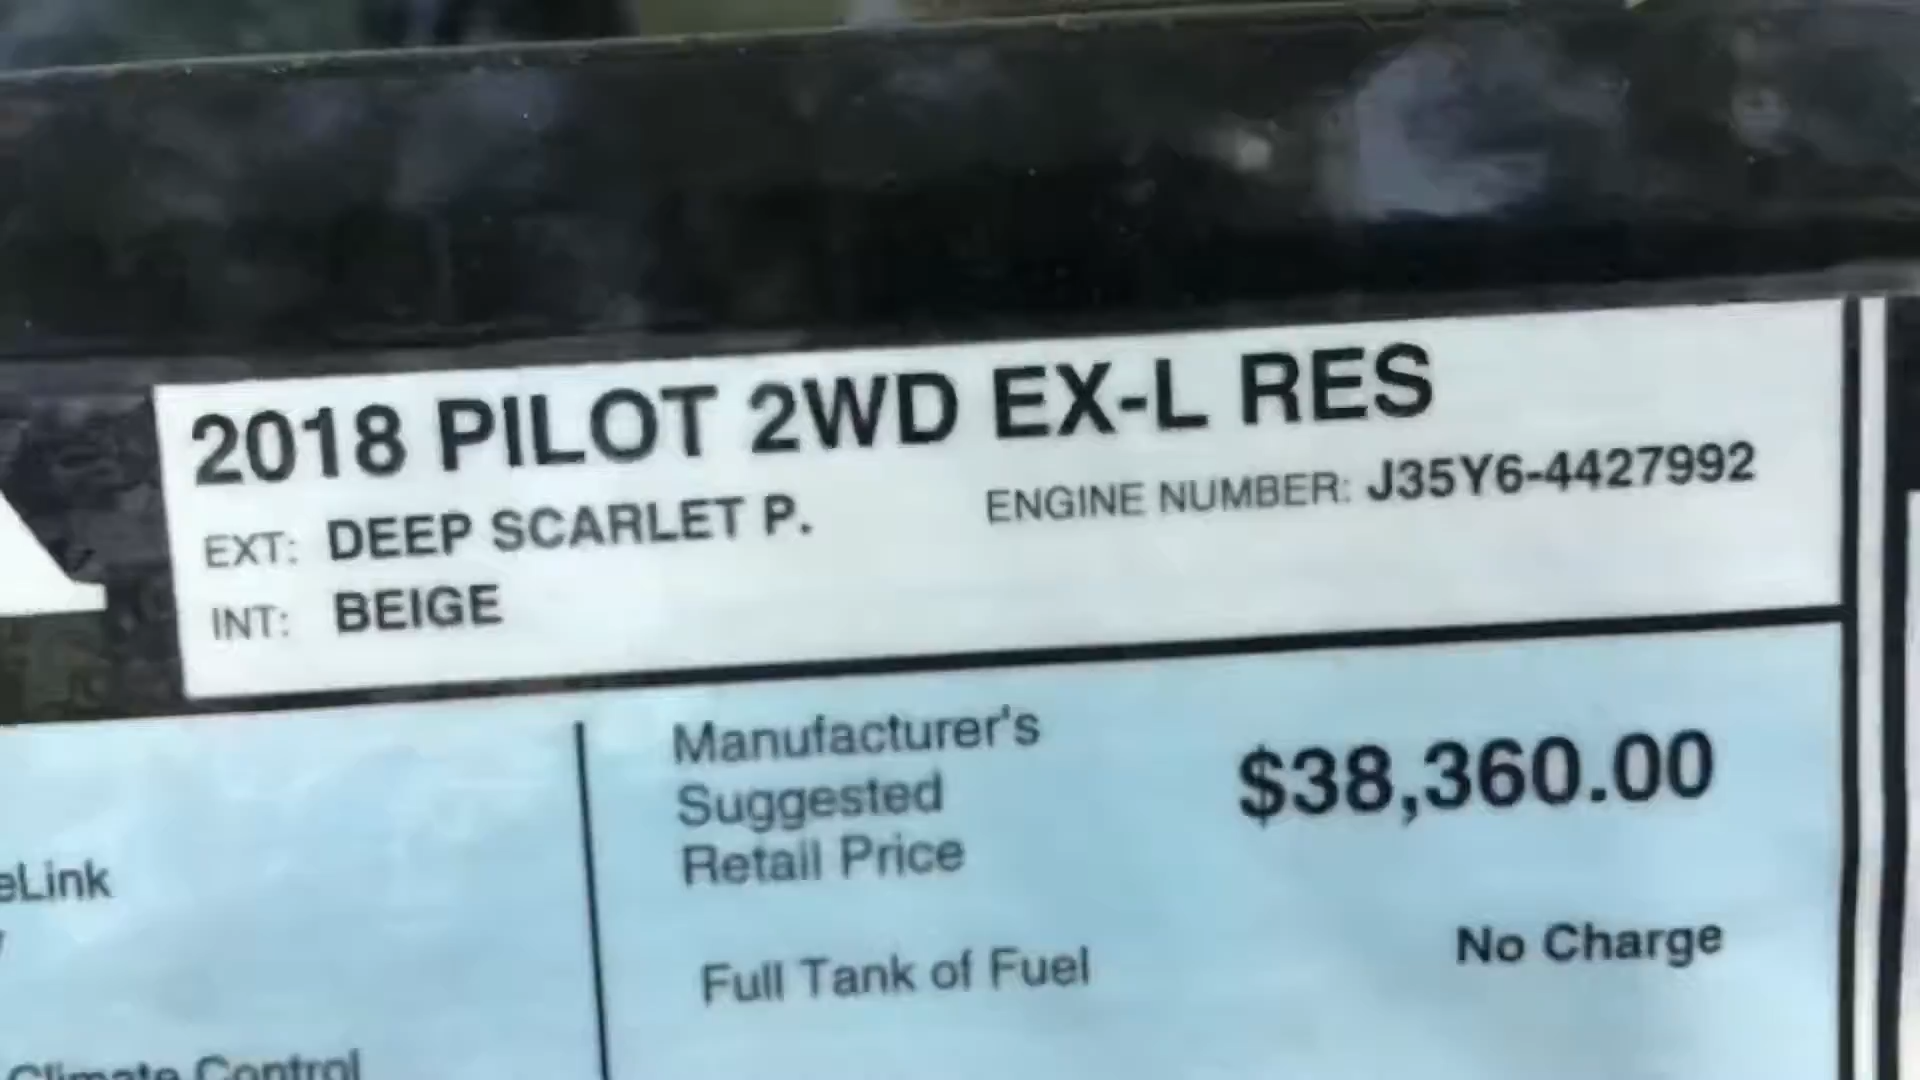 2018 PILOT 2WD EX-L RES
EXT: DEEP SCARLET P.
ENGINE NUMBER: J35Y6-4427992
INT: BEIGE
Manufacturer's
Suggested
Retail Price
$38,360.00
eLink
Full Tank of Fuel
No Charge
Climate Control